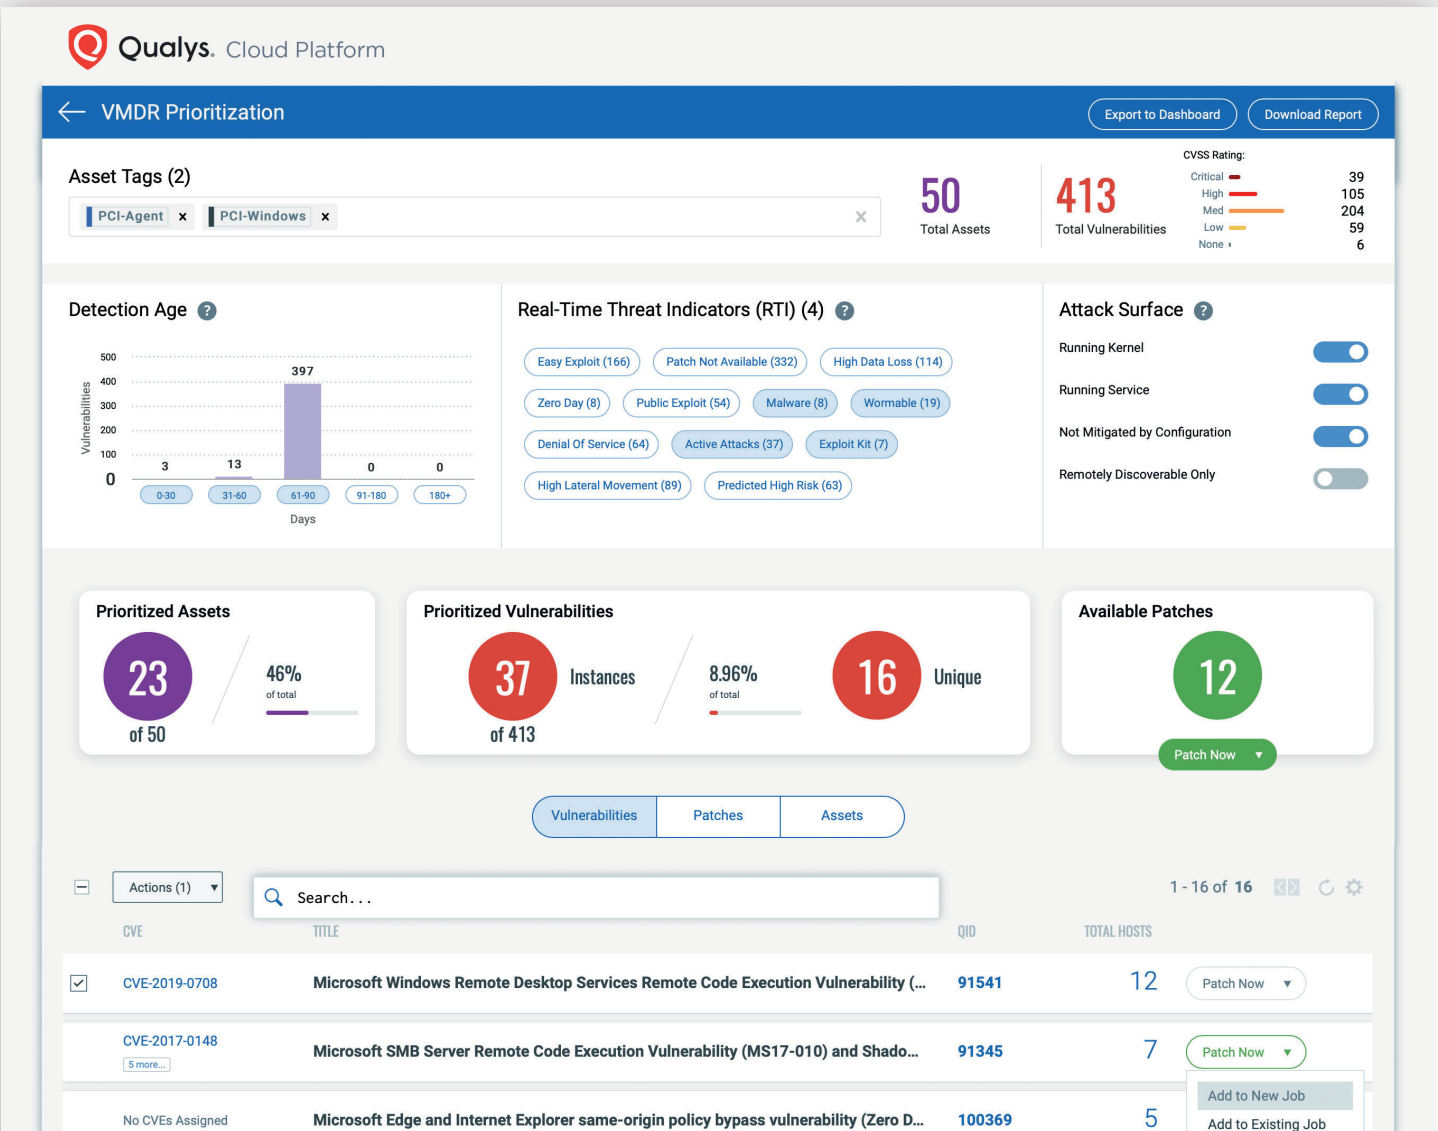 Qualys. Cloud Platform
VMDR Prioritization
Export to Dashboard
Download Report
Asset Tags (2)
PCI-Agent x
PCI-Windows x
50
Total Assets
413
Total Vulnerabilities
CVSS Rating:
Critical 39
High 105
Med 204
Low 59
None 6
Detection Age ?
Vulnerabilities
500
400
300
200
100
0
3
13
397
0
0
0-30
31-60
61-90
91-180
180+
Days
Real-Time Threat Indicators (RTI) (4) ?
Easy Exploit (166)
Patch Not Available (332)
High Data Loss (114)
Zero Day (8)
Public Exploit (54)
Malware (8)
Wormable (19)
Denial Of Service (64)
Active Attacks (37)
Exploit Kit (7)
High Lateral Movement (89)
Predicted High Risk (63)
Attack Surface ?
Running Kernel
Running Service
Not Mitigated by Configuration
Remotely Discoverable Only
Prioritized Assets
23
of 50
46%
of total
Prioritized Vulnerabilities
37
Instances
of 413
8.96%
of total
16
Unique
Available Patches
12
Patch Now
Vulnerabilities
Patches
Assets
Actions (1)
Search...
1 - 16 of 16
CVE TITLE QID TOTAL HOSTS
CVE-2019-0708 Microsoft Windows Remote Desktop Services Remote Code Execution Vulnerability (... 91541 12 Patch Now
CVE-2017-0148
5 more...
Microsoft SMB Server Remote Code Execution Vulnerability (MS17-010) and Shado... 91345 7 Patch Now
Add to New Job
No CVEs Assigned Microsoft Edge and Internet Explorer same-origin policy bypass vulnerability (Zero D... 100369 5
Add to Existing Job